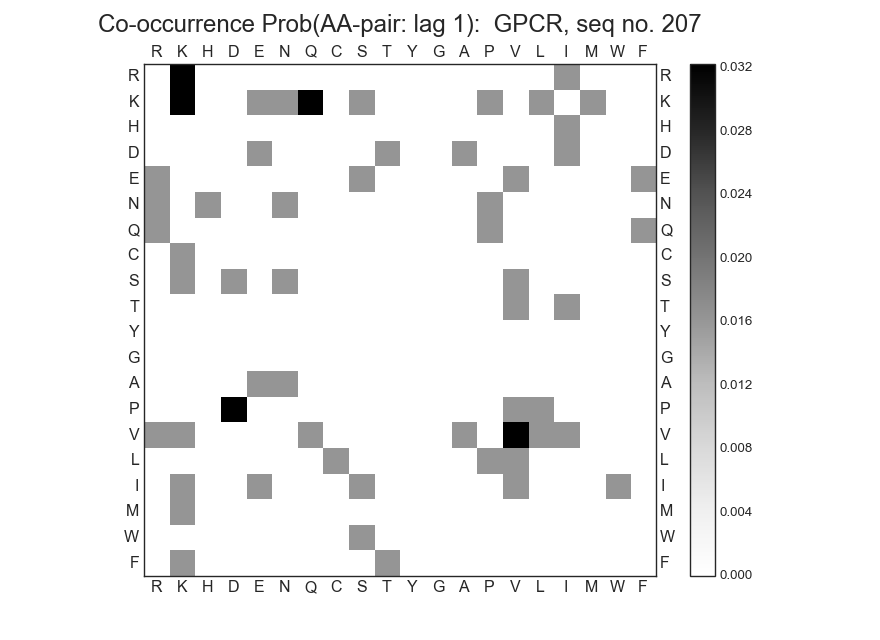 Co-occurrence Prob(AA-pair: lag 1):  GPCR, seq no. 207
R K H D E N Q C S T Y G A P V L I M W F
R R 0.032
K K
H H 0.028
D D
E E 0.024
N N
Q Q
C C 0.020
S S
T T 0.016
Y Y
G G
A A 0.012
P P
V V 0.008
L L
I I
M M 0.004
W W
F F 0.000
R K H D E N Q C S T Y G A P V L I M W F